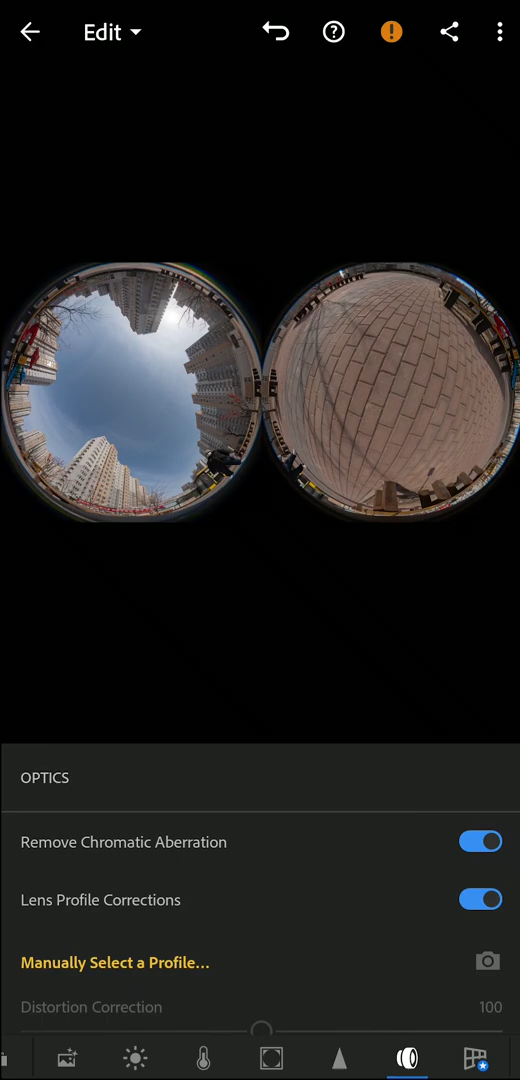 Edit
OPTICS
Remove Chromatic Aberration
Lens Profile Corrections
Manually Select a Profile...
Distortion Correction 100